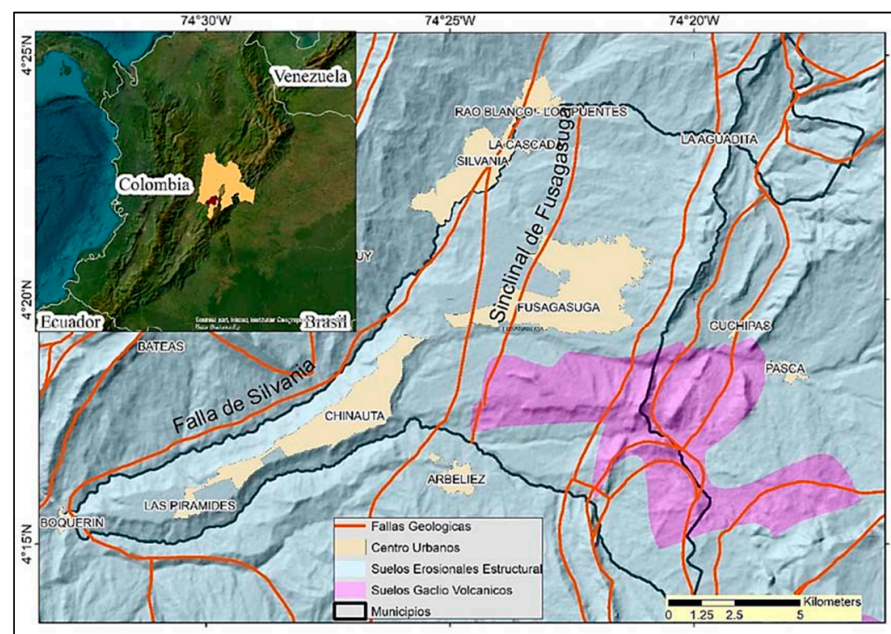 74°30'W
74°25'W
74°20'W
4°25'N
4°20'N
4°15'N
Venezuela
Colombia
Ecuador
Brasil
UY
RAO BLANCO - LOS PUENTES
LA CASCADA
SILVANIA
LA AGUADITA
Sinclinal de Fusagasuga
FUSAGASUGA
CUCHIPAS
PASCA
BATEAS
Falla de Silvania
CHINAUTA
ARBELIEZ
LAS PIRAMIDES
BOQUERIN
Fallas Geologicas
Centro Urbanos
Suelos Erosionales Estructural
Suelos Gaclio Volcanicos
Municipios
Kilometers
0 1.25 2.5 5